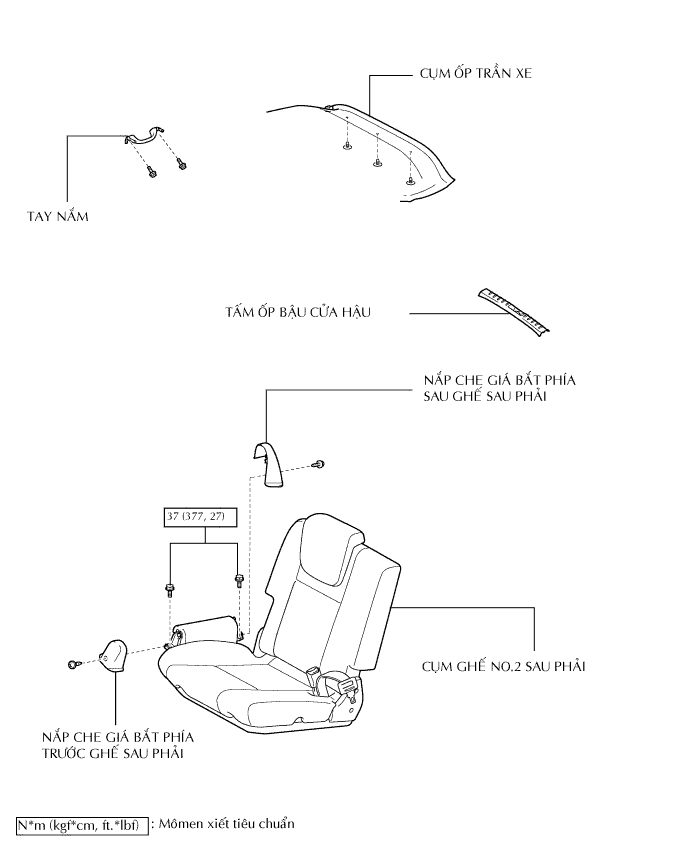 CỤM ỐP TRẦN XE
TAY NẮM
TẤM ỐP BẬU CỬA HẬU
NẮP CHE GIÁ BẮT PHÍA
SAU GHẾ SAU PHẢI
37 (377, 27)
CỤM GHẾ NO.2 SAU PHẢI
NẮP CHE GIÁ BẮT PHÍA
TRƯỚC GHẾ SAU PHẢI
N*m (kgf*cm, ft.*lbf) : Mômen xiết tiêu chuẩn